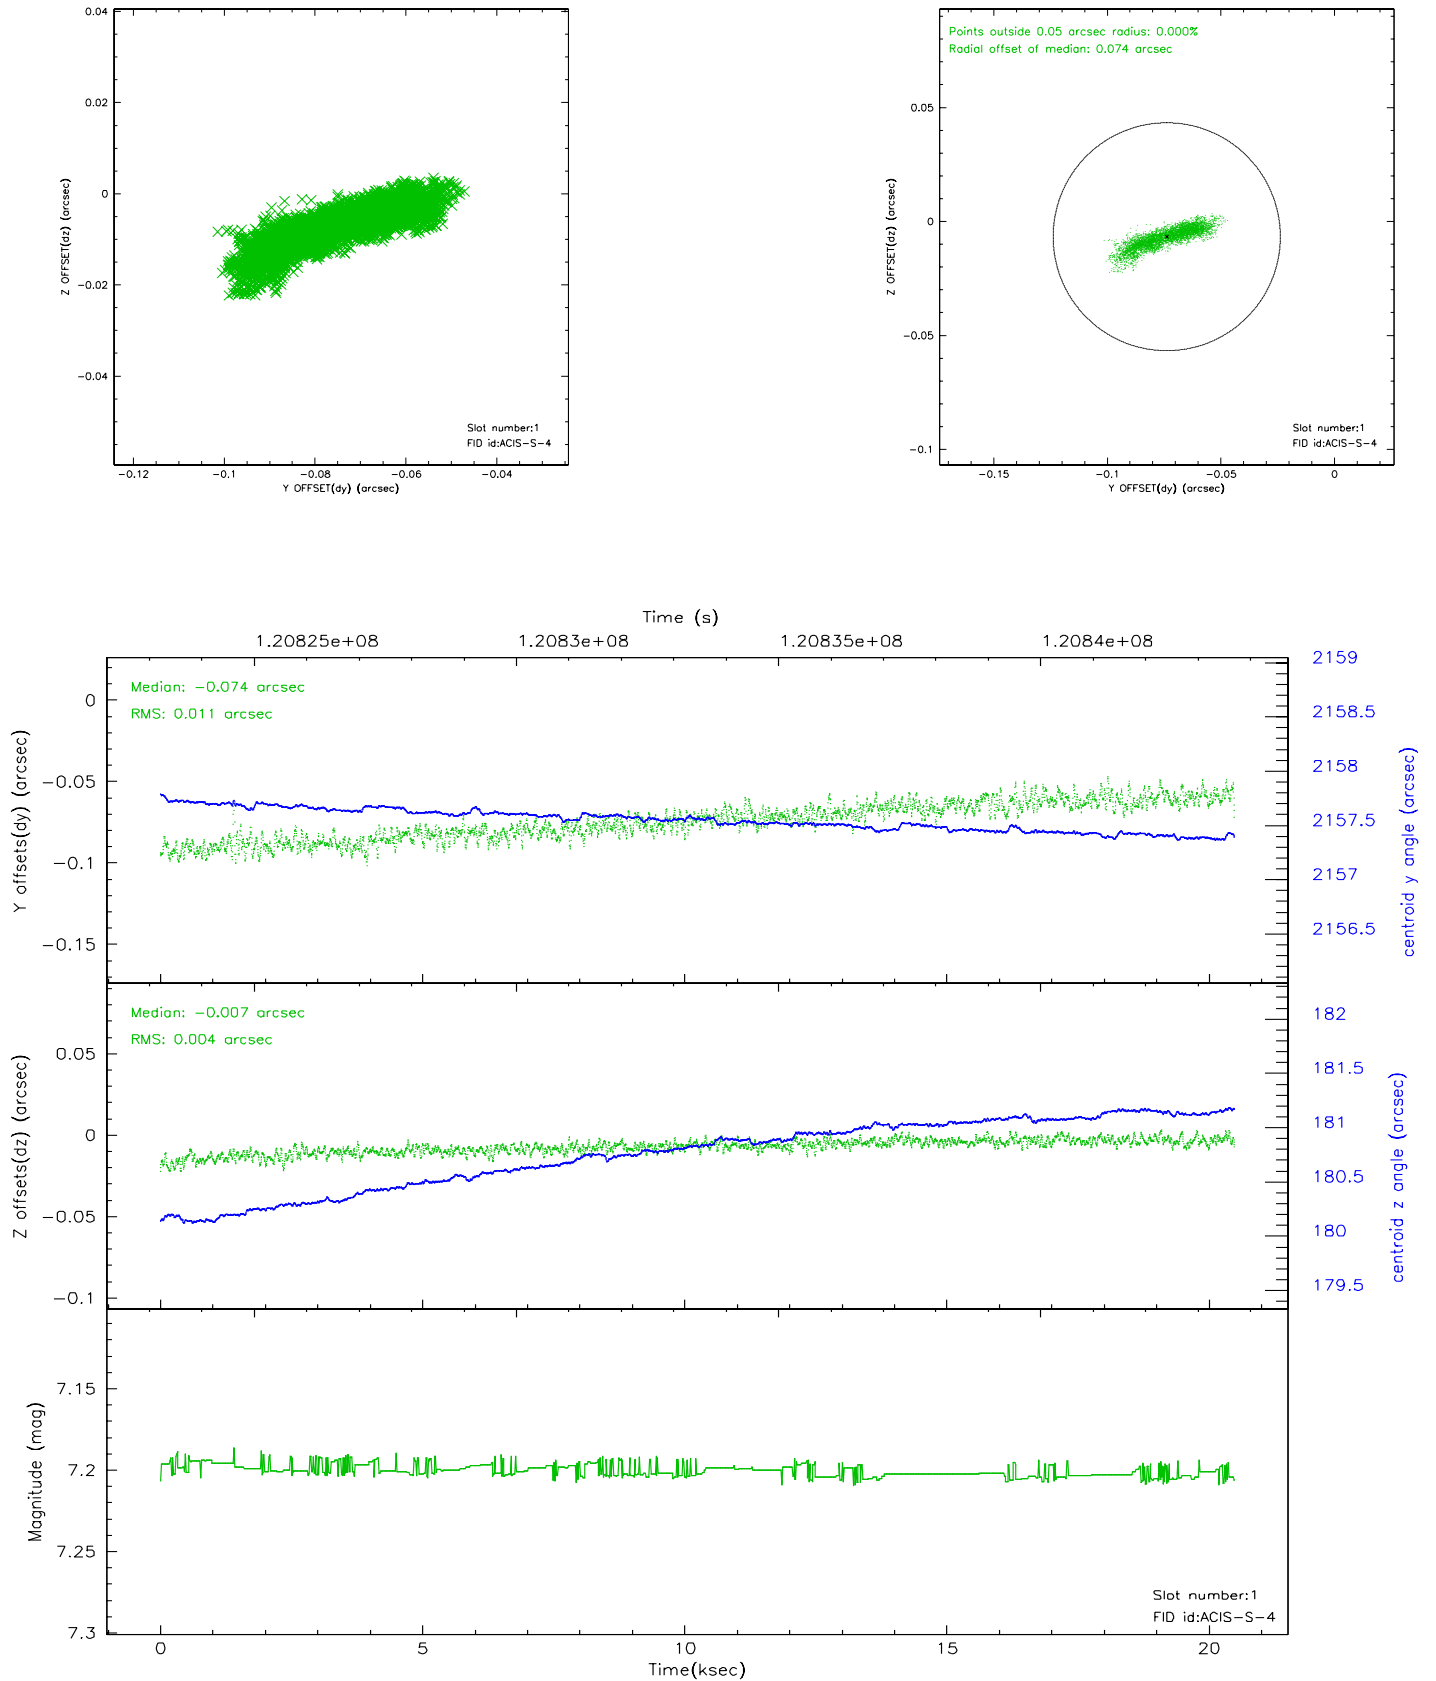 0.04
0.02
0
-0.02
-0.04
Z OFFSET(dz) (arcsec)
Slot number:1
FID id:ACIS-S-4
-0.12 -0.1 -0.08 -0.06 -0.04
Y OFFSET(dy) (arcsec)
Points outside 0.05 arcsec radius: 0.000%
Radial offset of median: 0.074 arcsec
0.05
0
-0.05
-0.1
Z OFFSET(dz) (arcsec)
Slot number:1
FID id:ACIS-S-4
-0.15 -0.1 -0.05 0
Y OFFSET(dy) (arcsec)
Time (s)
1.20825e+08 1.2083e+08 1.20835e+08 1.2084e+08
Median: -0.074 arcsec
RMS: 0.011 arcsec
0
-0.05
-0.1
-0.15
Y offsets(dy) (arcsec)
2159
2158.5
2158
2157.5
2157
2156.5
centroid y angle (arcsec)
Median: -0.007 arcsec
RMS: 0.004 arcsec
0.05
0
-0.05
-0.1
Z offsets(dz) (arcsec)
182
181.5
181
180.5
180
179.5
centroid z angle (arcsec)
7.15
7.2
7.25
7.3
Magnitude (mag)
Slot number:1
FID id:ACIS-S-4
0 5 10 15 20
Time(ksec)